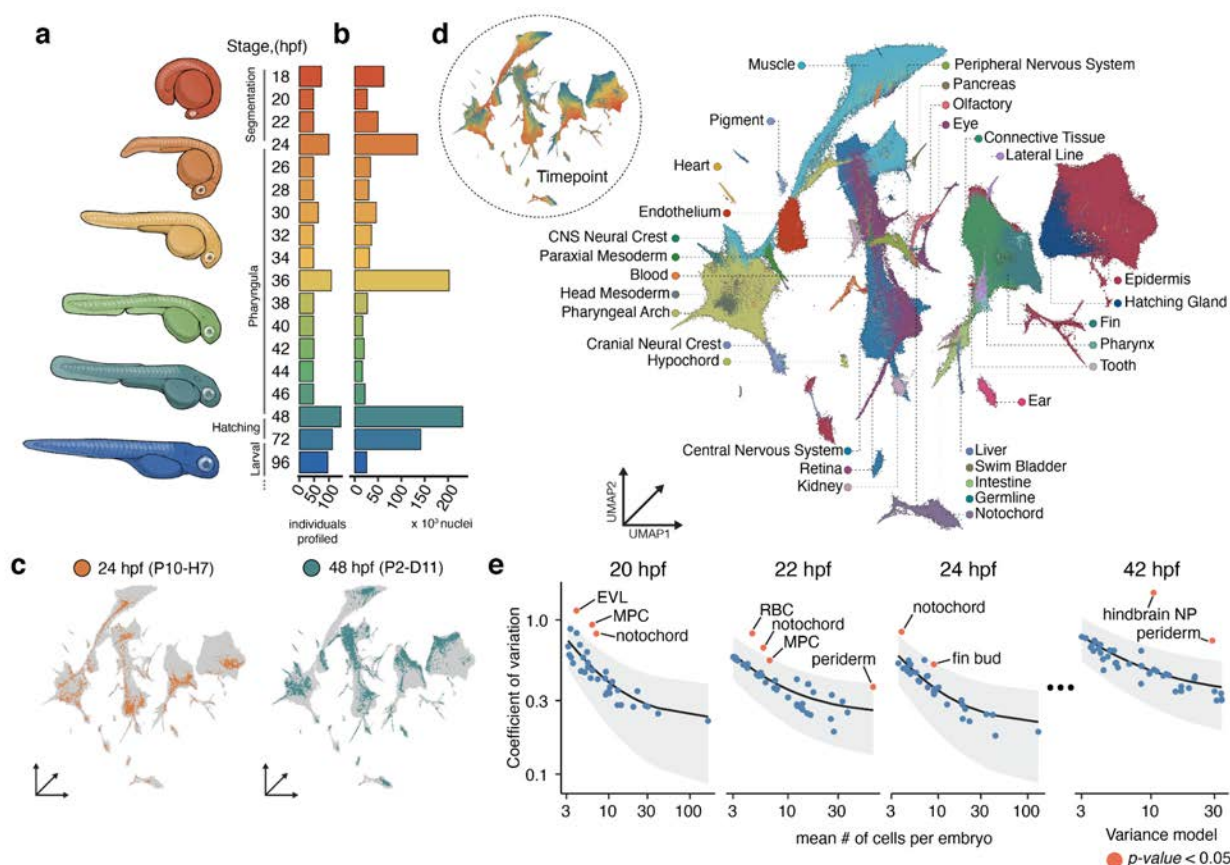 a
Stage,(hpf)
b
Segmentation
Pharyngula
Hatching
Larval
18
20
22
24
26
28
30
32
34
36
38
40
42
44
46
48
72
96
0
50
100
individuals
profiled
0
50
100
150
200
x 10³ nuclei
d
Timepoint
Muscle
Pigment
Heart
Endothelium
CNS Neural Crest
Paraxial Mesoderm
Blood
Head Mesoderm
Pharyngeal Arch
Cranial Neural Crest
Hypochord
Peripheral Nervous System
Pancreas
Olfactory
Eye
Connective Tissue
Lateral Line
Epidermis
Hatching Gland
Fin
Pharynx
Tooth
Ear
Central Nervous System
Retina
Kidney
Liver
Swim Bladder
Intestine
Germline
Notochord
UMAP2
UMAP1
c
24 hpf (P10-H7)
48 hpf (P2-D11)
e
20 hpf
22 hpf
24 hpf
42 hpf
Coefficient of variation
1.0
0.3
0.1
EVL
MPC
notochord
RBC
notochord
MPC
periderm
notochord
fin bud
•••
hindbrain NP
periderm
3
10
30
100
3
10
30
3
10
30
100
3
10
30
mean # of cells per embryo
Variance model
p-value < 0.05